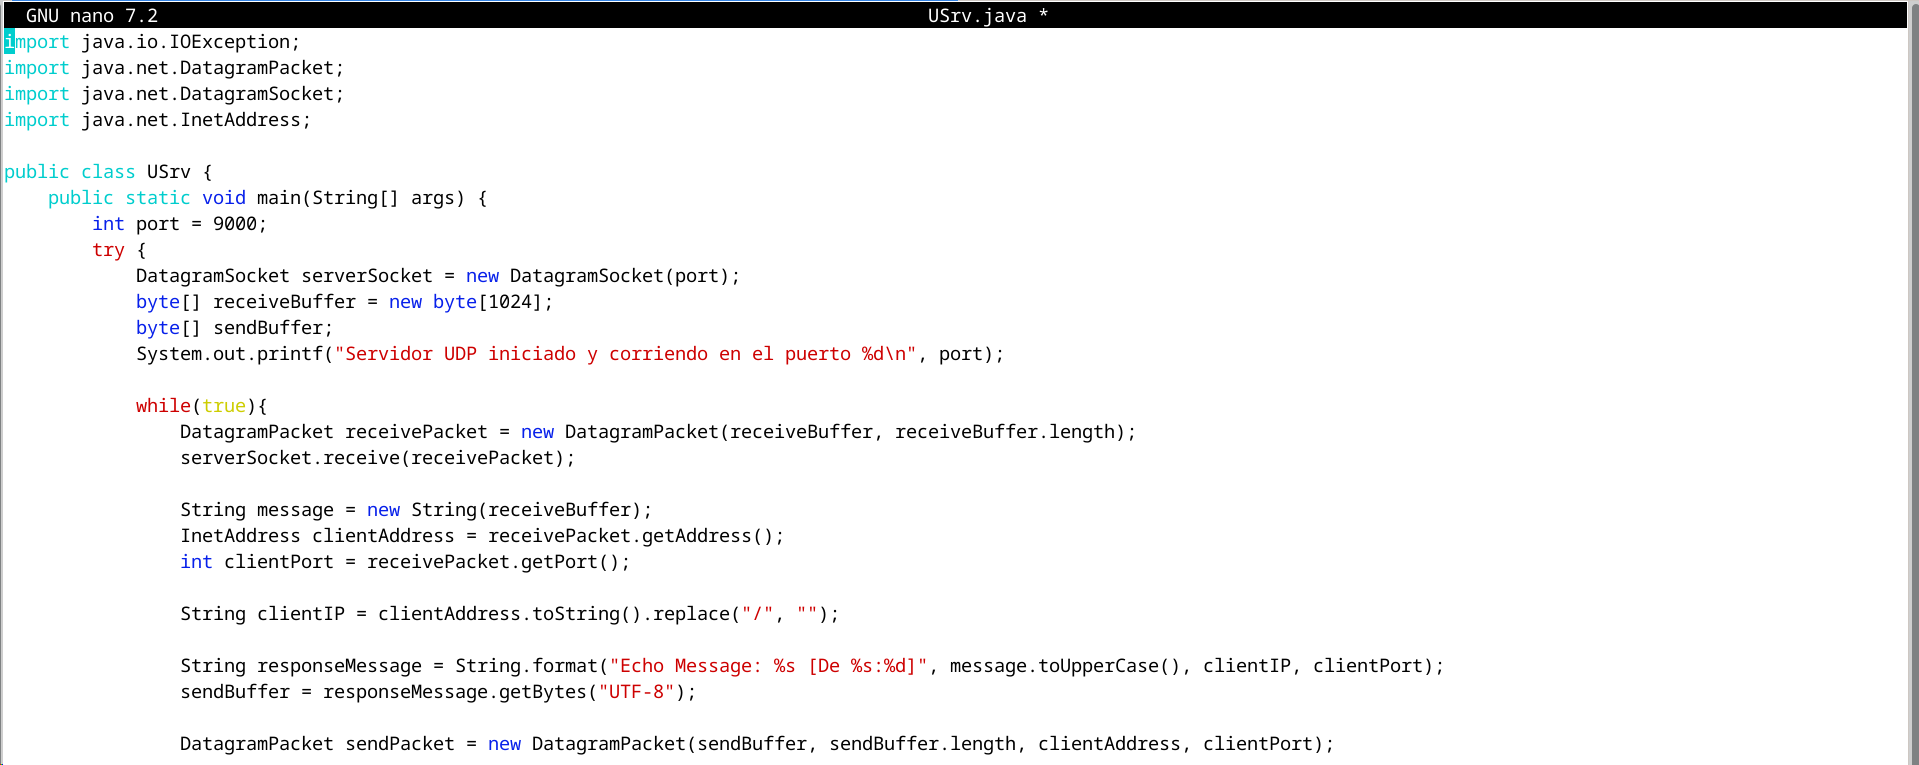 GNU nano 7.2 USrv.java *
import java.io.IOException;
import java.net.DatagramPacket;
import java.net.DatagramSocket;
import java.net.InetAddress;

public class USrv {
    public static void main(String[] args) {
        int port = 9000;
        try {
            DatagramSocket serverSocket = new DatagramSocket(port);
            byte[] receiveBuffer = new byte[1024];
            byte[] sendBuffer;
            System.out.printf("Servidor UDP iniciado y corriendo en el puerto %d\n", port);

            while(true){
                DatagramPacket receivePacket = new DatagramPacket(receiveBuffer, receiveBuffer.length);
                serverSocket.receive(receivePacket);

                String message = new String(receiveBuffer);
                InetAddress clientAddress = receivePacket.getAddress();
                int clientPort = receivePacket.getPort();

                String clientIP = clientAddress.toString().replace("/", "");

                String responseMessage = String.format("Echo Message: %s [De %s:%d]", message.toUpperCase(), clientIP, clientPort);
                sendBuffer = responseMessage.getBytes("UTF-8");

                DatagramPacket sendPacket = new DatagramPacket(sendBuffer, sendBuffer.length, clientAddress, clientPort);